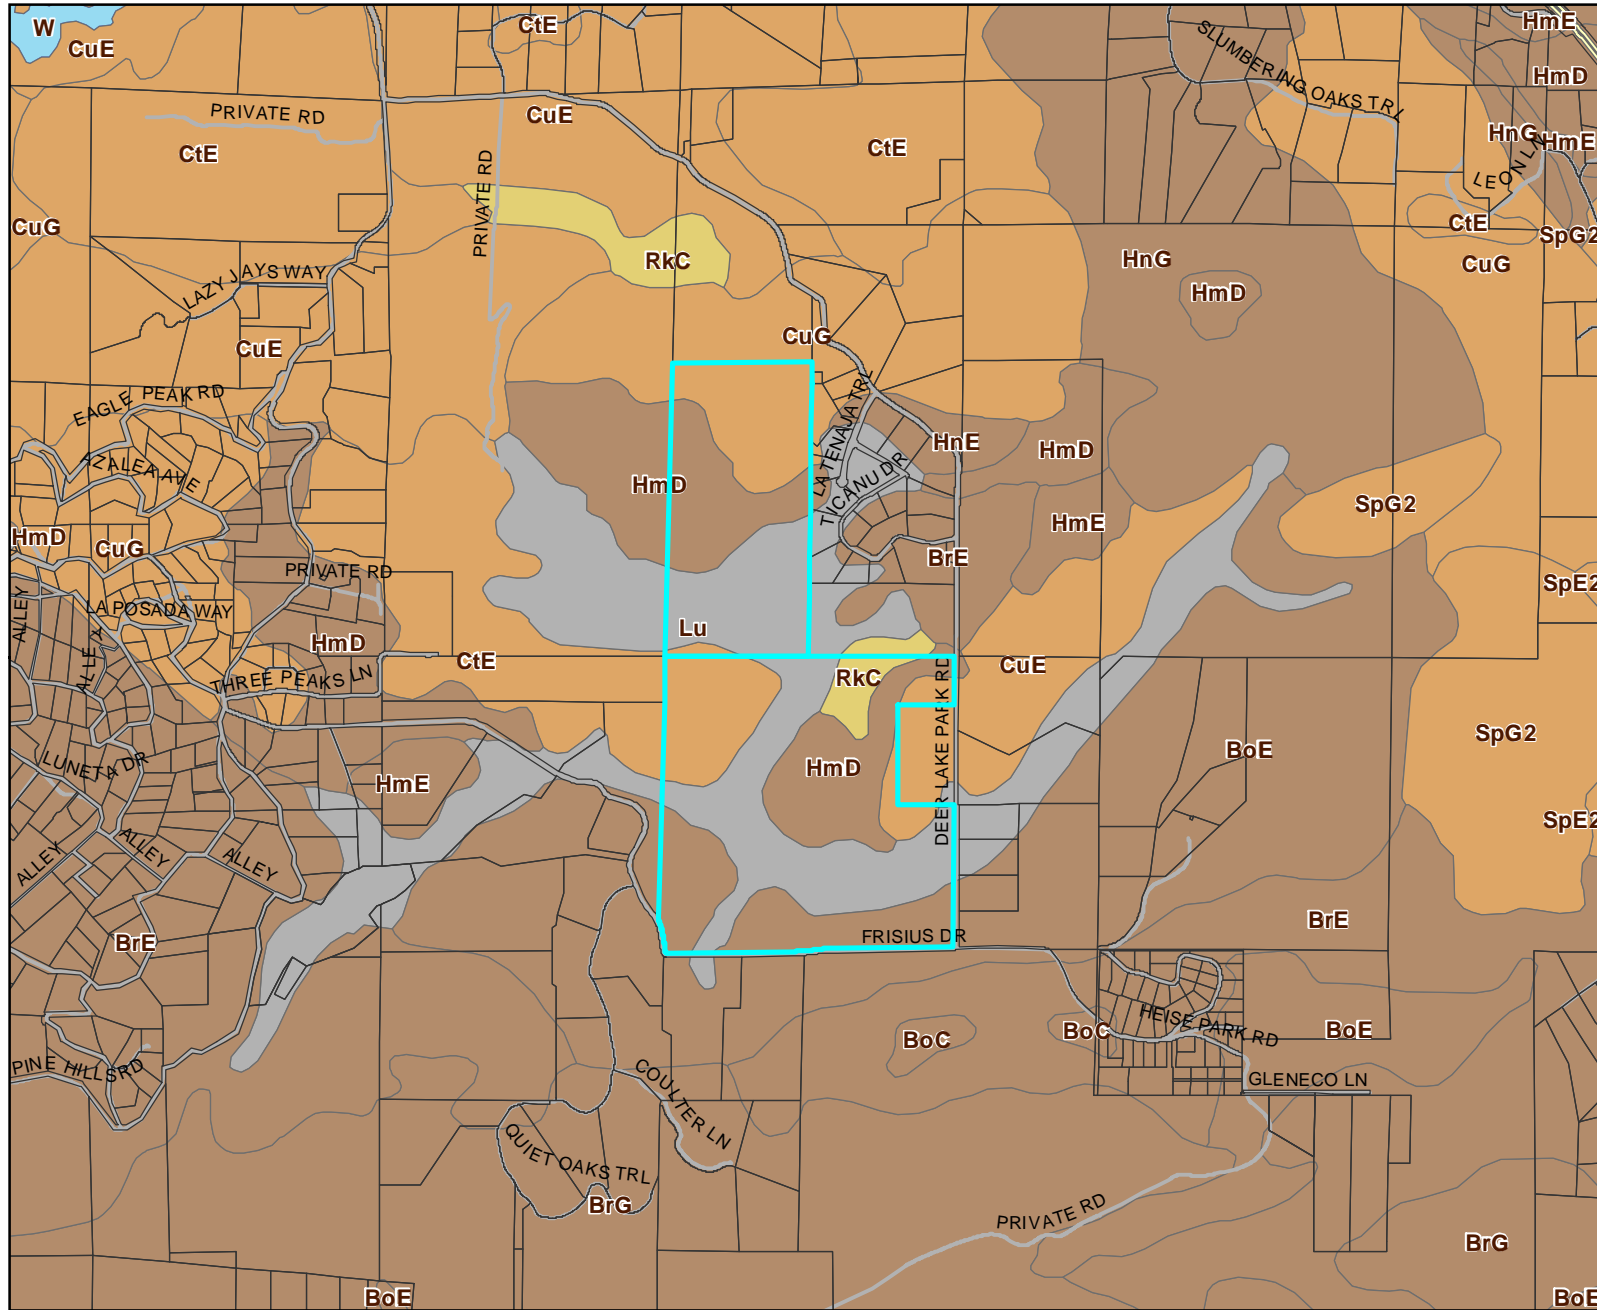 W
CuE
CtE
SLUMBERING OAKS TRL
HmE
HmD
PRIVATE RD
CuE
CtE
CtE
HnG
HmE
LEON LN
PRIVATE RD
CuG
CtE
SpG2
RkC
HnG
CuG
LAZY JAYS WAY
HmD
CuE
CuG
EAGLE PEAK RD
LATENAJA TRL
HnE
HmD
AZALEA AVE
TICANU DR
HmD
SpG2
HmE
HmD
CuG
BrE
PRIVATE RD
SpE2
ALLEY
LA POSADA WAY
Lu
HmD
ALLEY
CtE
CuE
THREE PEAKS LN
RkC
DEER LAKE PARK RD
SpG2
BoE
LUNETA DR
HmD
HmE
SpE2
ALLEY
ALLEY
ALLEY
BrE
BrE
FRISIUS DR
HEISE PARK RD
BoC
BoC
BoE
PINE HILLS RD
COULTER LN
GLENECO LN
QUIET OAKS TRL
BrG
PRIVATE RD
BrG
BoE
BoE